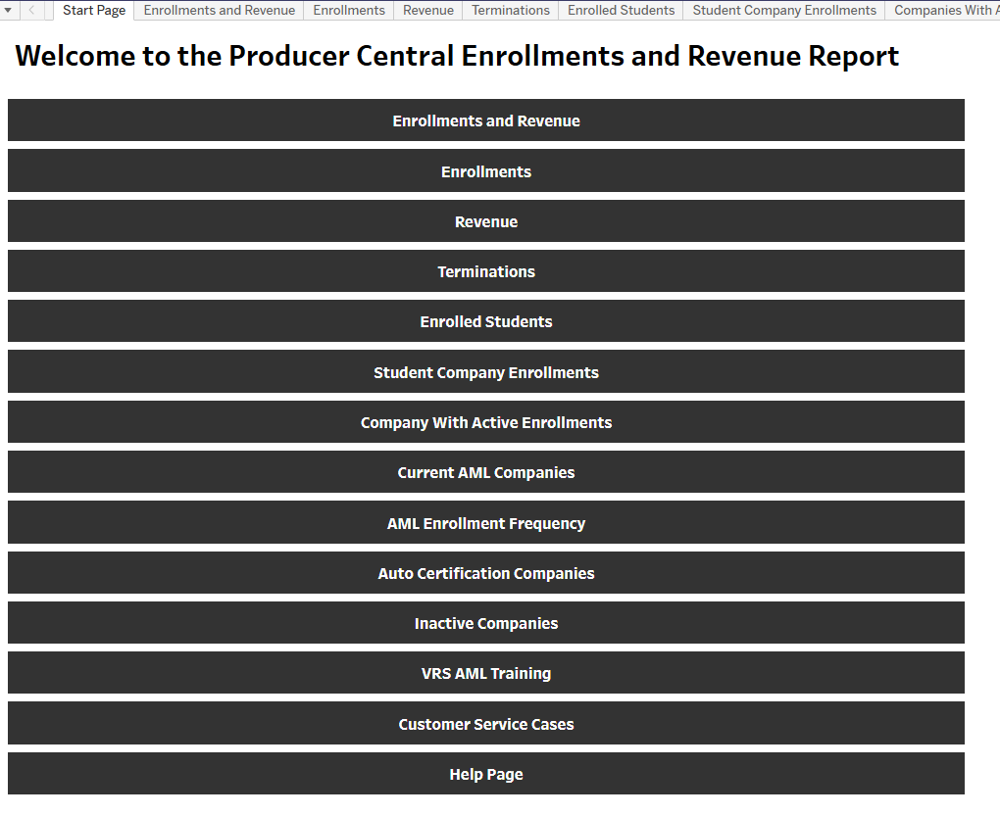 Start Page Enrollments and Revenue Enrollments Revenue Terminations Enrolled Students Student Company Enrollments Companies With A
Welcome to the Producer Central Enrollments and Revenue Report
Enrollments and Revenue
Enrollments
Revenue
Terminations
Enrolled Students
Student Company Enrollments
Company With Active Enrollments
Current AML Companies
AML Enrollment Frequency
Auto Certification Companies
Inactive Companies
VRS AML Training
Customer Service Cases
Help Page